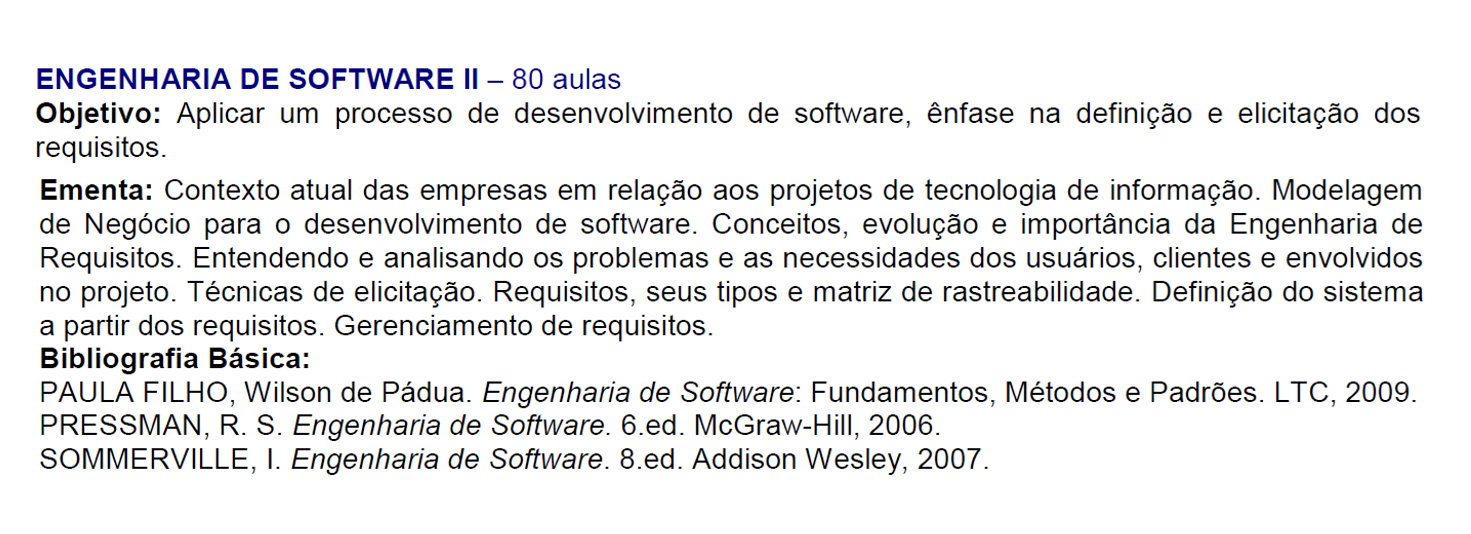 ENGENHARIA DE SOFTWARE II – 80 aulas
Objetivo: Aplicar um processo de desenvolvimento de software, ênfase na definição e elicitação dos
requisitos.
Ementa: Contexto atual das empresas em relação aos projetos de tecnologia de informação. Modelagem
de Negócio para o desenvolvimento de software. Conceitos, evolução e importância da Engenharia de
Requisitos. Entendendo e analisando os problemas e as necessidades dos usuários, clientes e envolvidos
no projeto. Técnicas de elicitação. Requisitos, seus tipos e matriz de rastreabilidade. Definição do sistema
a partir dos requisitos. Gerenciamento de requisitos.
Bibliografia Básica:
PAULA FILHO, Wilson de Pádua. Engenharia de Software: Fundamentos, Métodos e Padrões. LTC, 2009.
PRESSMAN, R. S. Engenharia de Software. 6.ed. McGraw-Hill, 2006.
SOMMERVILLE, I. Engenharia de Software. 8.ed. Addison Wesley, 2007.